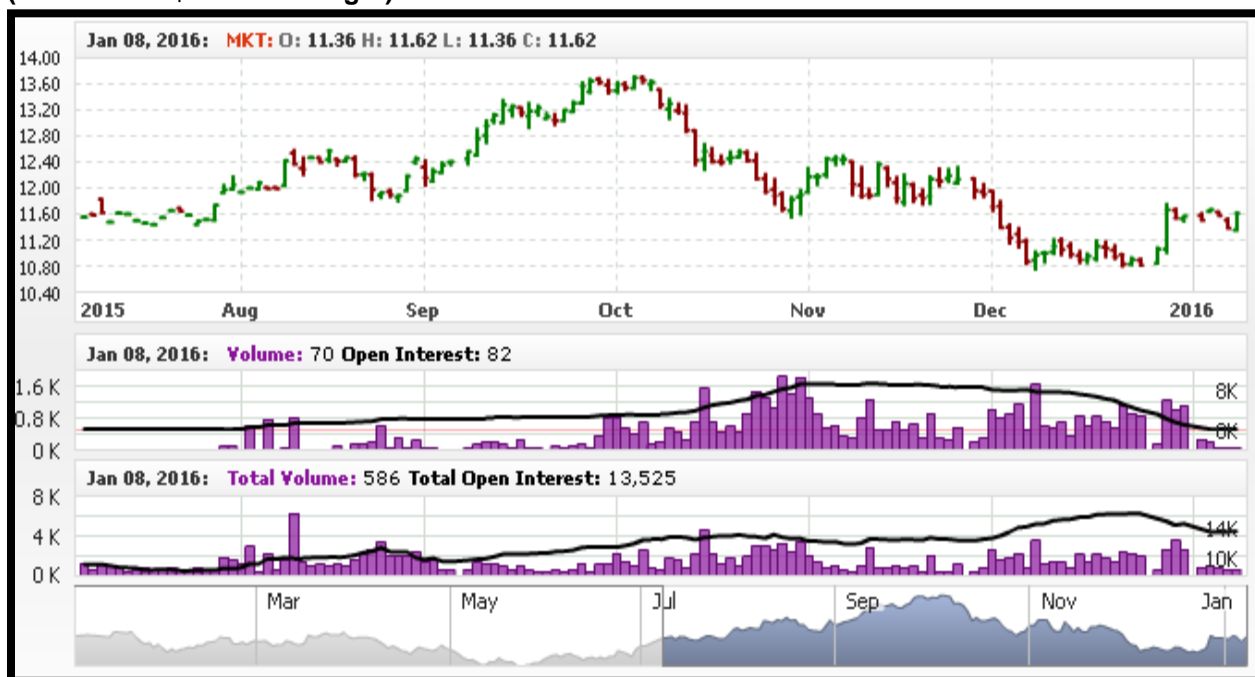 Jan 08, 2016: MKT: O: 11.36 H: 11.62 L: 11.36 C: 11.62
14.00
13.60
13.20
12.80
12.40
12.00
11.60
11.20
10.80
10.40
2015 Aug Sep Oct Nov Dec 2016
Jan 08, 2016: Volume: 70 Open Interest: 82
1.6 K 8K
0.8 K 6K
0 K
Jan 08, 2016: Total Volume: 586 Total Open Interest: 13,525
8 K
4 K 14K
0 K 10K
Mar May Jul Sep Nov Jan